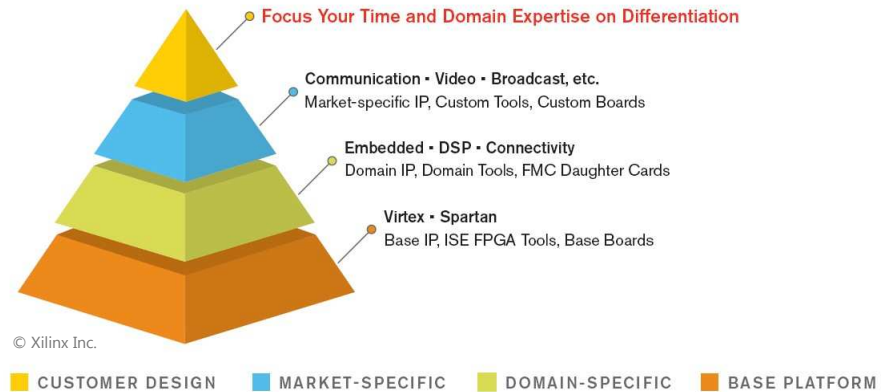 Focus Your Time and Domain Expertise on Differentiation
Communication ▪ Video ▪ Broadcast, etc.
Market-specific IP, Custom Tools, Custom Boards
Embedded ▪ DSP ▪ Connectivity
Domain IP, Domain Tools, FMC Daughter Cards
Virtex ▪ Spartan
Base IP, ISE FPGA Tools, Base Boards
© Xilinx Inc.
CUSTOMER DESIGN MARKET-SPECIFIC DOMAIN-SPECIFIC BASE PLATFORM